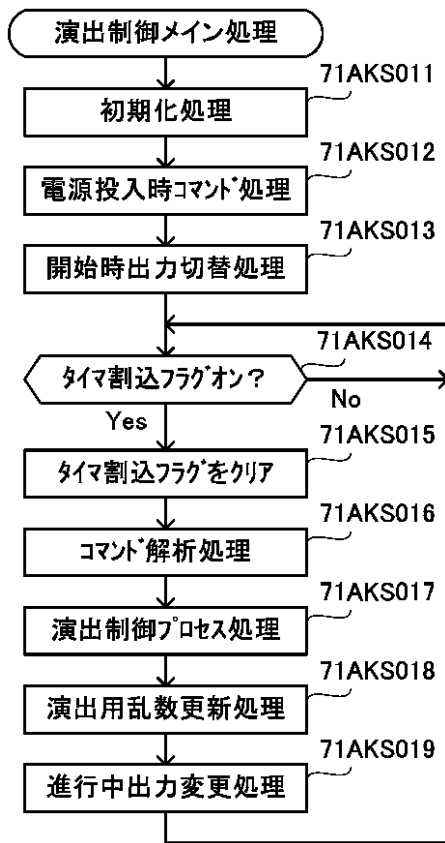 演出制御メイン処理
71AKS011
初期化処理
71AKS012
電源投入時コマンド処理
71AKS013
開始時出力切替処理
71AKS014
タイマ割込フラグオン？
No
Yes
71AKS015
タイマ割込フラグをクリア
71AKS016
コマンド解析処理
71AKS017
演出制御プロセス処理
71AKS018
演出用乱数更新処理
71AKS019
進行中出力変更処理